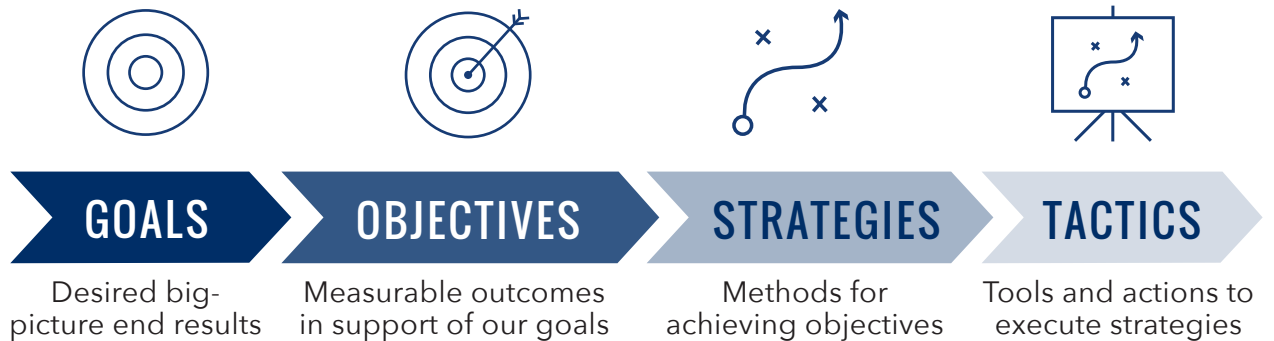 GOALS
Desired big-
picture end results
OBJECTIVES
Measurable outcomes
in support of our goals
STRATEGIES
Methods for
achieving objectives
TACTICS
Tools and actions to
execute strategies